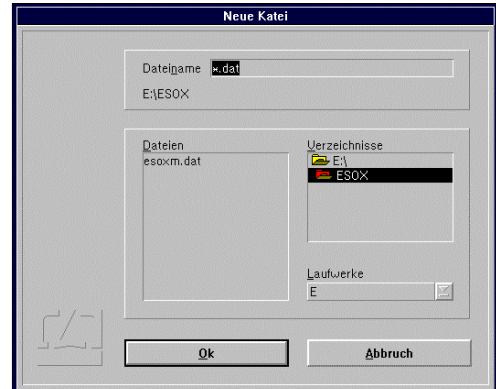 Neue Katei
Dateiname *.dat
E:\ESOX
Dateien
esoxm.dat
Verzeichnisse
E:\
ESOX
Laufwerke
E
Ok
Abbruch